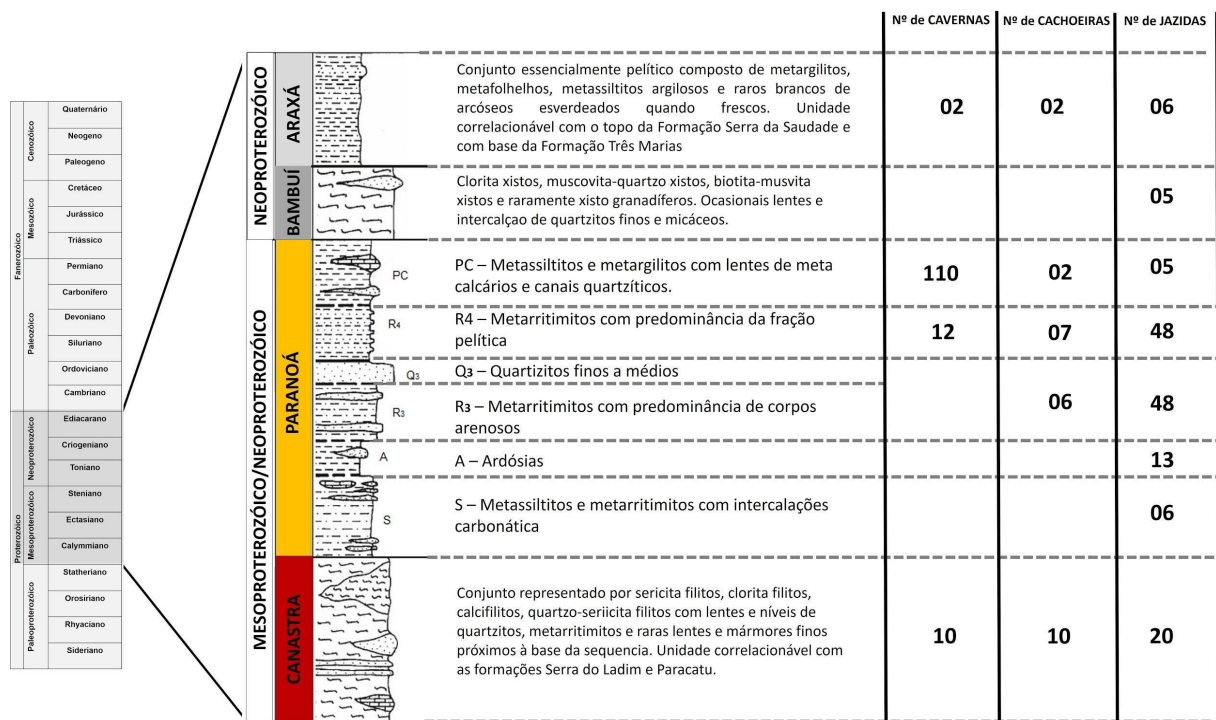 Nº de CAVERNAS
Nº de CACHOEIRAS
Nº de JAZIDAS
Fanerozóico
Cenozóico
Quaternário
Neogeno
Paleogeno
Mesozóico
Cretáceo
Jurássico
Triássico
Paleozóico
Permiano
Carbonífero
Devoniano
Siluriano
Ordoviciano
Cambriano
Proterozóico
Neoproterozóico
Ediacarano
Criogeniano
Toniano
Mesoproterozóico
Steniano
Ectasiano
Calymmiano
Paleoproterozóico
Statheriano
Orosiriano
Rhyaciano
Sideriano
NEOPROTEROZÓICO
ARAXÁ
Conjunto essencialmente pelítico composto de metargilitos,
metafolhelhos, metassiltitos argilosos e raros brancos de
arcóseos esverdeados quando frescos. Unidade
correlacionável com o topo da Formação Serra da Saudade e
com base da Formação Três Marias
02
02
06
BAMBUÍ
Clorita xistos, muscovita-quartzo xistos, biotita-musvita
xistos e raramente xisto granadíferos. Ocasionais lentes e
intercalçao de quartzitos finos e micáceos.
05
MESOPROTEROZÓICO/NEOPROTEROZÓICO
PARANOÁ
PC
PC – Metassiltitos e metargilitos com lentes de meta
calcários e canais quartzíticos.
110
02
05
R4
R4 – Metarritimitos com predominância da fração
pelítica
12
07
48
Q3
Q3 – Quartizitos finos a médios
R3
R3 – Metarritimitos com predominância de corpos
arenosos
06
48
A
A – Ardósias
13
S
S – Metassiltitos e metarritimitos com intercalações
carbonática
06
CANASTRA
Conjunto representado por sericita filitos, clorita filitos,
calcifilitos, quartzo-seriicita filitos com lentes e níveis de
quartzitos, metarritimitos e raras lentes e mármores finos
próximos à base da sequencia. Unidade correlacionável com
as formações Serra do Ladim e Paracatu.
10
10
20